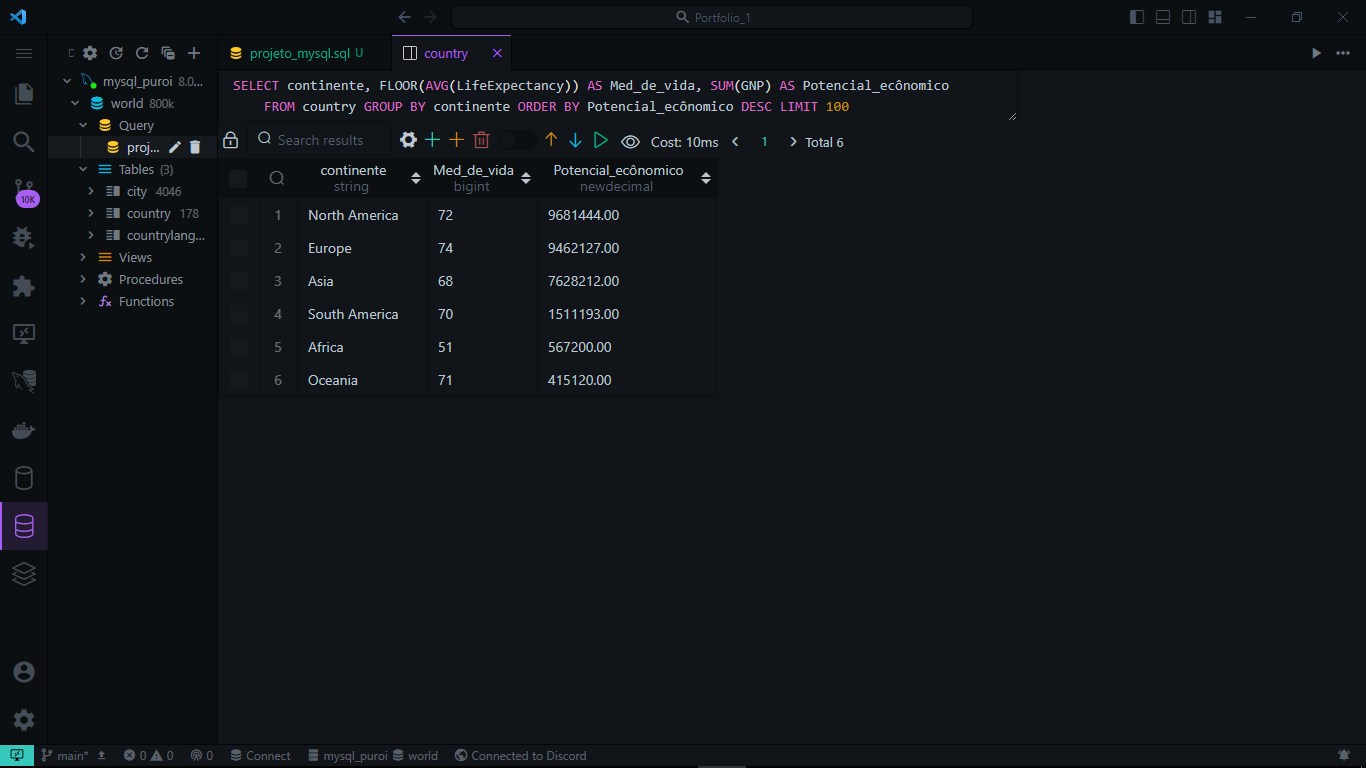 Portfolio_1
projeto_mysql.sql U
country
mysql_puroi 8.0...
world 800k
Query
proj...
Tables (3)
city 4046
country 178
countrylang...
Views
Procedures
Functions
10K
SELECT continente, FLOOR(AVG(LifeExpectancy)) AS Med_de_vida, SUM(GNP) AS Potencial_ecônomico
FROM country GROUP BY continente ORDER BY Potencial_ecônomico DESC LIMIT 100
Search results
Cost: 10ms
1
Total 6
continente Med_de_vida Potencial_ecônomico
string bigint newdecimal
1 North America 72 9681444.00
2 Europe 74 9462127.00
3 Asia 68 7628212.00
4 South America 70 1511193.00
5 Africa 51 567200.00
6 Oceania 71 415120.00
main* 0 0 0 Connect mysql_puroi world Connected to Discord